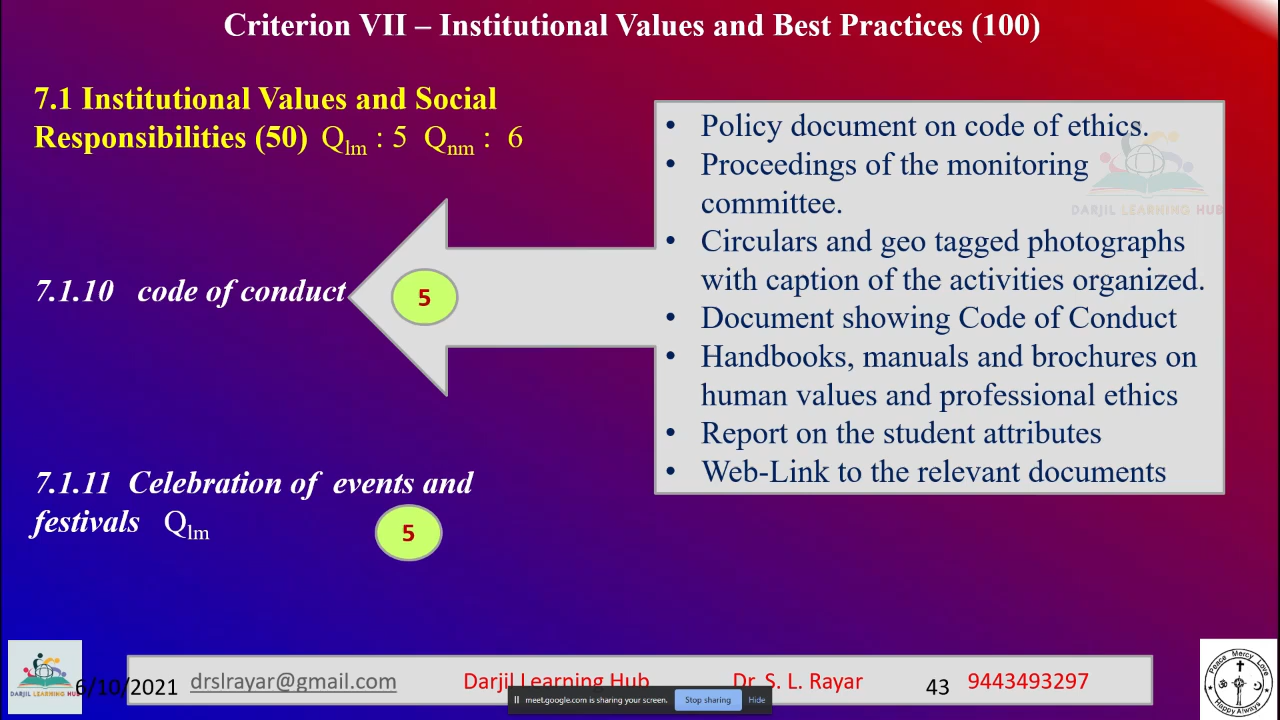 Criterion VII – Institutional Values and Best Practices (100)
7.1 Institutional Values and Social
Responsibilities (50) Qlm : 5 Qnm : 6
7.1.10 code of conduct
5
• Policy document on code of ethics.
• Proceedings of the monitoring
committee.
• Circulars and geo tagged photographs
with caption of the activities organized.
• Document showing Code of Conduct
• Handbooks, manuals and brochures on
human values and professional ethics
• Report on the student attributes
• Web-Link to the relevant documents
DARJIL LEARNING HUB
7.1.11 Celebration of events and
festivals Qlm
5
DARJIL LEARNING HUB
6/10/2021 drslrayar@gmail.com Darjil Learning Hub Dr. S. L. Rayar 43 9443493297
meet.google.com is sharing your screen. Stop sharing Hide
Peace Mercy Love
Happy Always